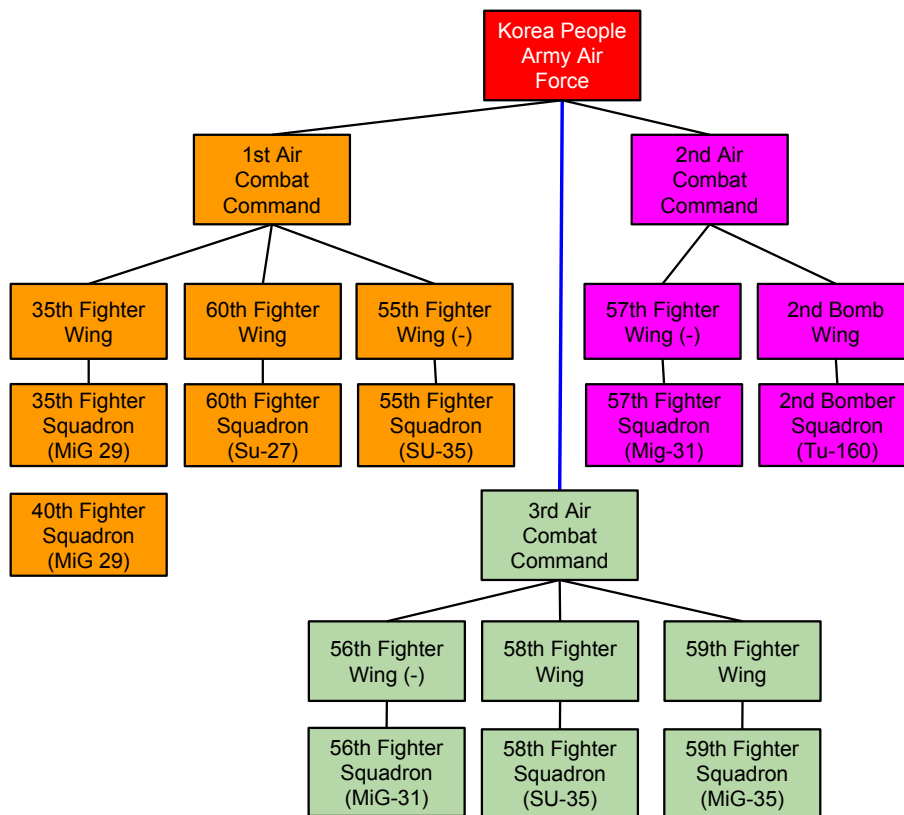 Korea People
Army Air
Force
1st Air
Combat
Command
2nd Air
Combat
Command
35th Fighter
Wing
60th Fighter
Wing
55th Fighter
Wing (-)
57th Fighter
Wing (-)
2nd Bomb
Wing
35th Fighter
Squadron
(MiG 29)
60th Fighter
Squadron
(Su-27)
55th Fighter
Squadron
(SU-35)
57th Fighter
Squadron
(Mig-31)
2nd Bomber
Squadron
(Tu-160)
40th Fighter
Squadron
(MiG 29)
3rd Air
Combat
Command
56th Fighter
Wing (-)
58th Fighter
Wing
59th Fighter
Wing
56th Fighter
Squadron
(MiG-31)
58th Fighter
Squadron
(SU-35)
59th Fighter
Squadron
(MiG-35)